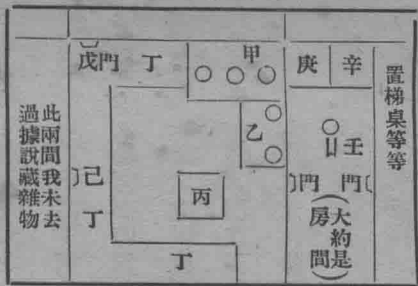 置梯桌等等
辛
庚
壬
門
門
（大約是
房間）
甲
乙
丙
丁
門
戊
己
丁
丁
此兩間我未去
過據說藏雜物